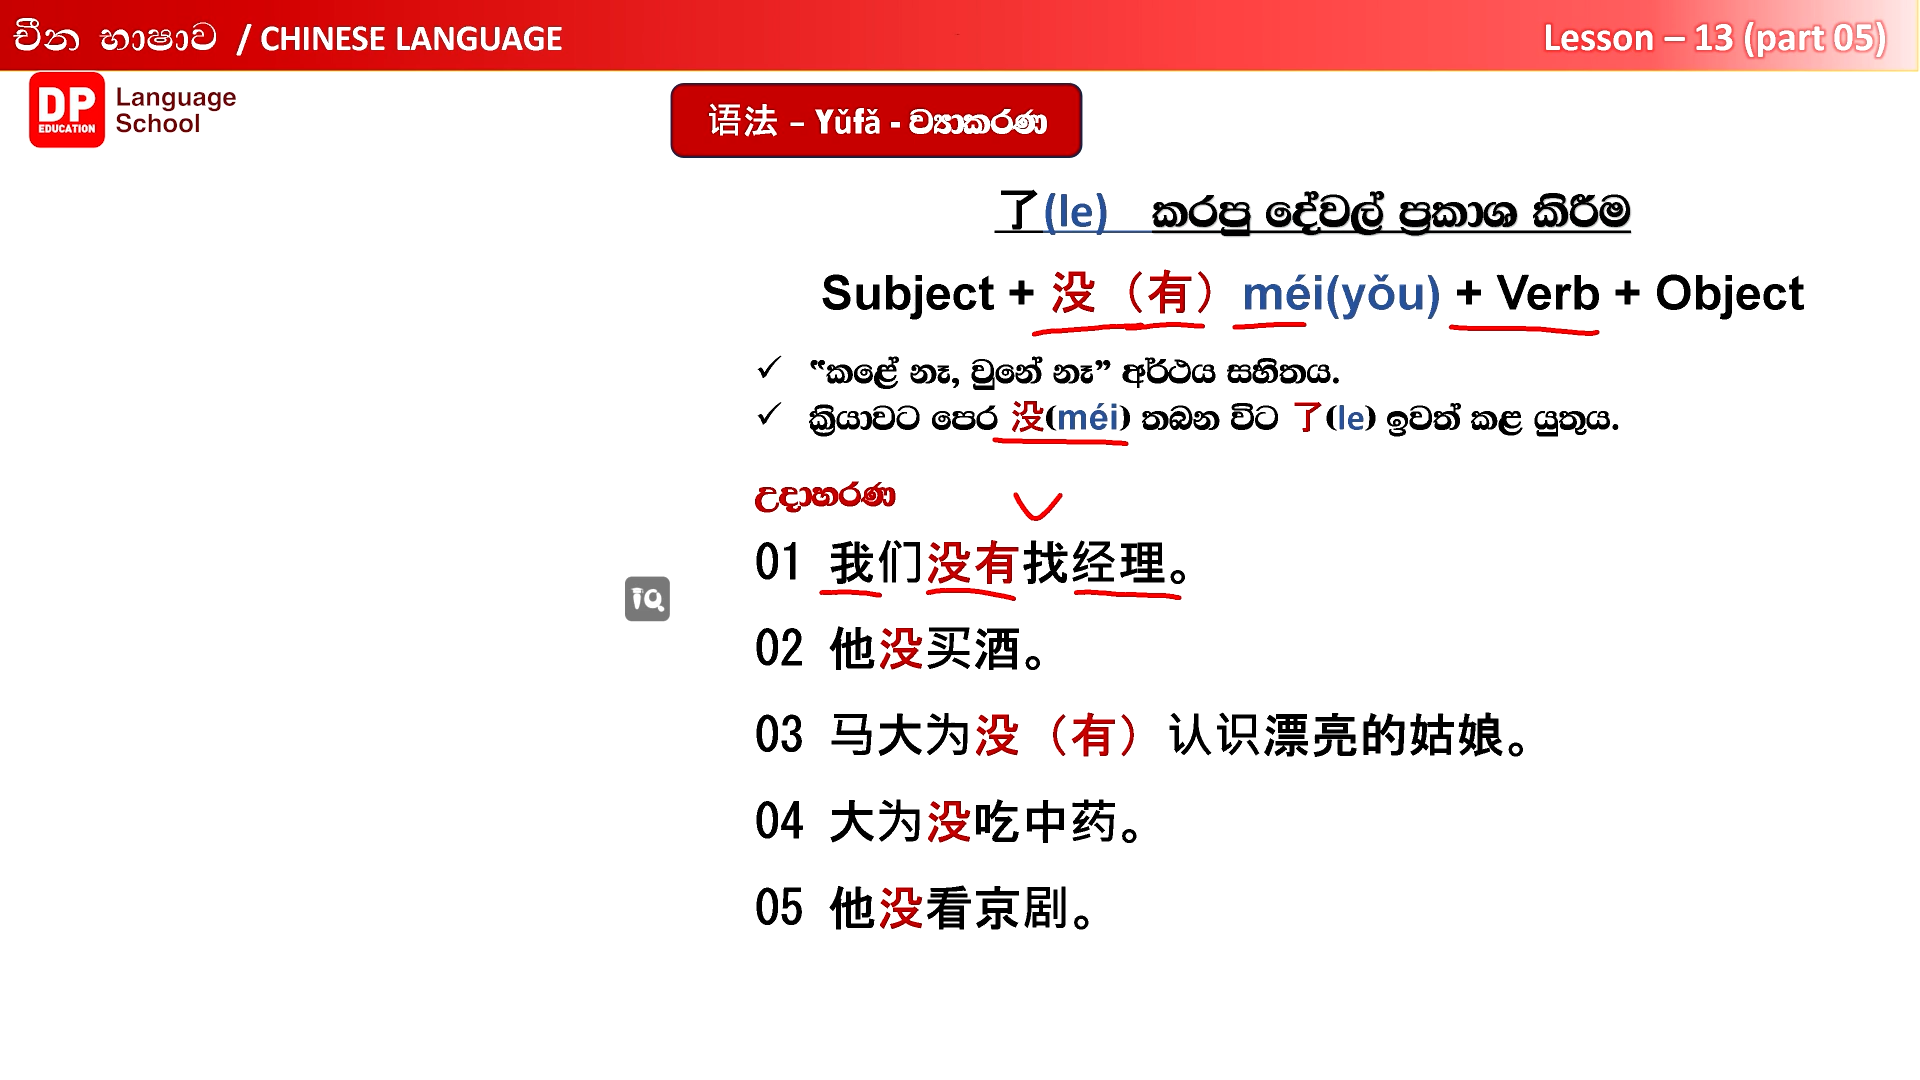 චීන භාෂාව / CHINESE LANGUAGE
Lesson – 13 (part 05)
DP EDUCATION
Language School
语法 – Yǔfǎ - ව්‍යාකරණ
了(le) කරපු දේවල් ප්‍රකාශ කිරීම
Subject + 没（有）méi(yǒu) + Verb + Object
✓ “කළේ නෑ, වුනේ නෑ” අර්ථය සහිතය.
✓ ක්‍රියාවට පෙර 没(méi) තබන විට 了(le) ඉවත් කළ යුතුය.
උදාහරණ
01 我们没有找经理。
02 他没买酒。
03 马大为没（有）认识漂亮的姑娘。
04 大为没吃中药。
05 他没看京剧。